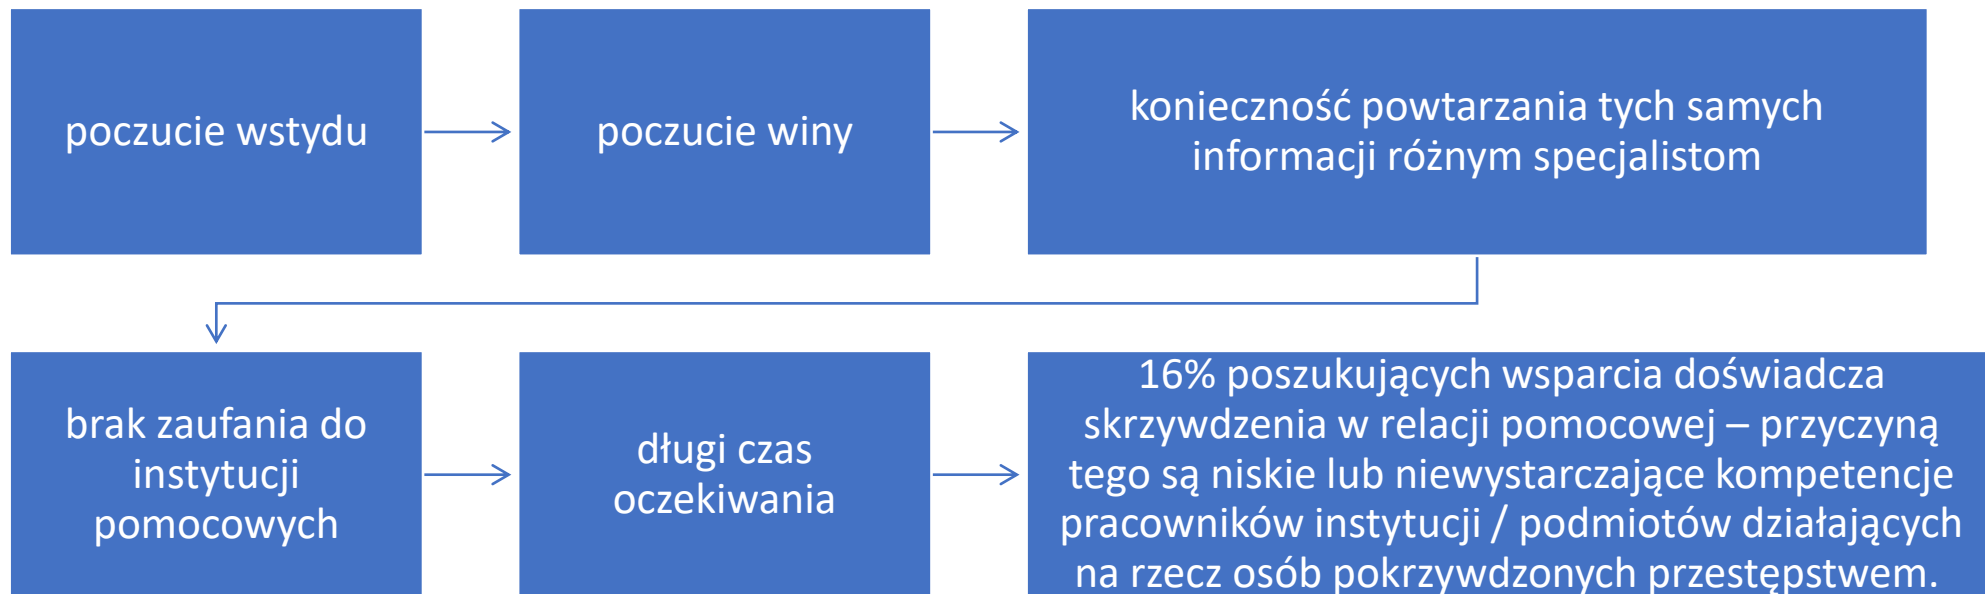 poczucie wstydu
poczucie winy
konieczność powtarzania tych samych
informacji różnym specjalistom
brak zaufania do
instytucji
pomocowych
długi czas
oczekiwania
16% poszukujących wsparcia doświadcza
skrzywdzenia w relacji pomocowej – przyczyną
tego są niskie lub niewystarczające kompetencje
pracowników instytucji / podmiotów działających
na rzecz osób pokrzywdzonych przestępstwem.